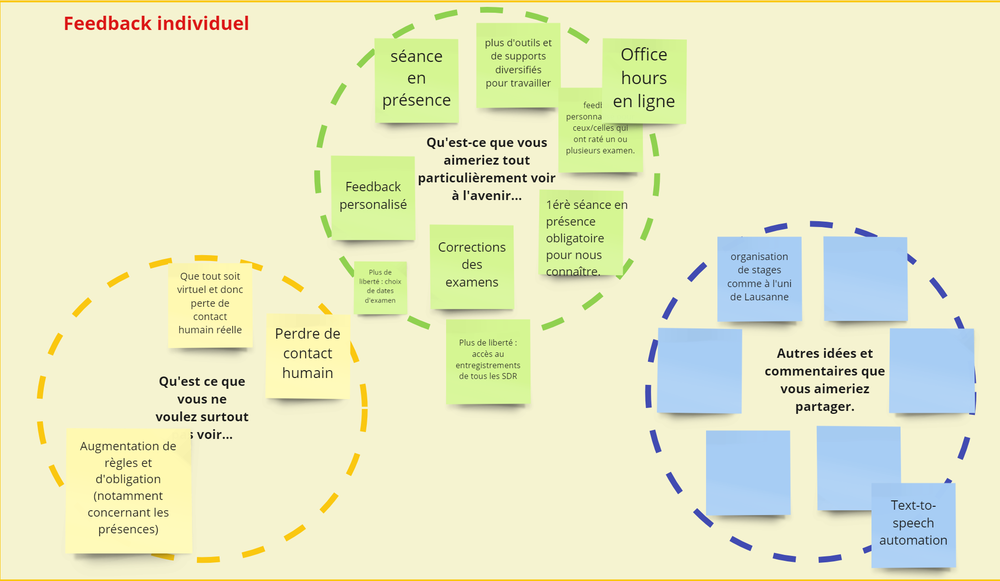 Feedback individuel
séance
en
présence
plus d'outils et
de supports
diversifiés
pour travailler
Office
hours
en ligne
ceux/celles qui
ont raté un ou
plusieurs examen.
Qu'est-ce que vous
aimeriez tout
particulièrement voir
à l'avenir...
Feedback
personalisé
1érè séance en
présence
obligatoire
pour nous
connaître.
Corrections
des
examens
Plus de
liberté : choix
de dates
d'examen
Plus de liberté :
accès au
entregistrements
de tous les SDR
Que tout soit
virtuel et donc
perte de
contact
humain réelle
Perdre de
contact
humain
Qu'est ce que
vous ne
voulez surtout
pas voir...
Augmentation de
règles et
d'obligation
(notamment
concernant les
présences)
organisation
de stages
comme à l'uni
de Lausanne
Autres idées et
commentaires que
vous aimeriez
partager.
Text-to-
speech
automation